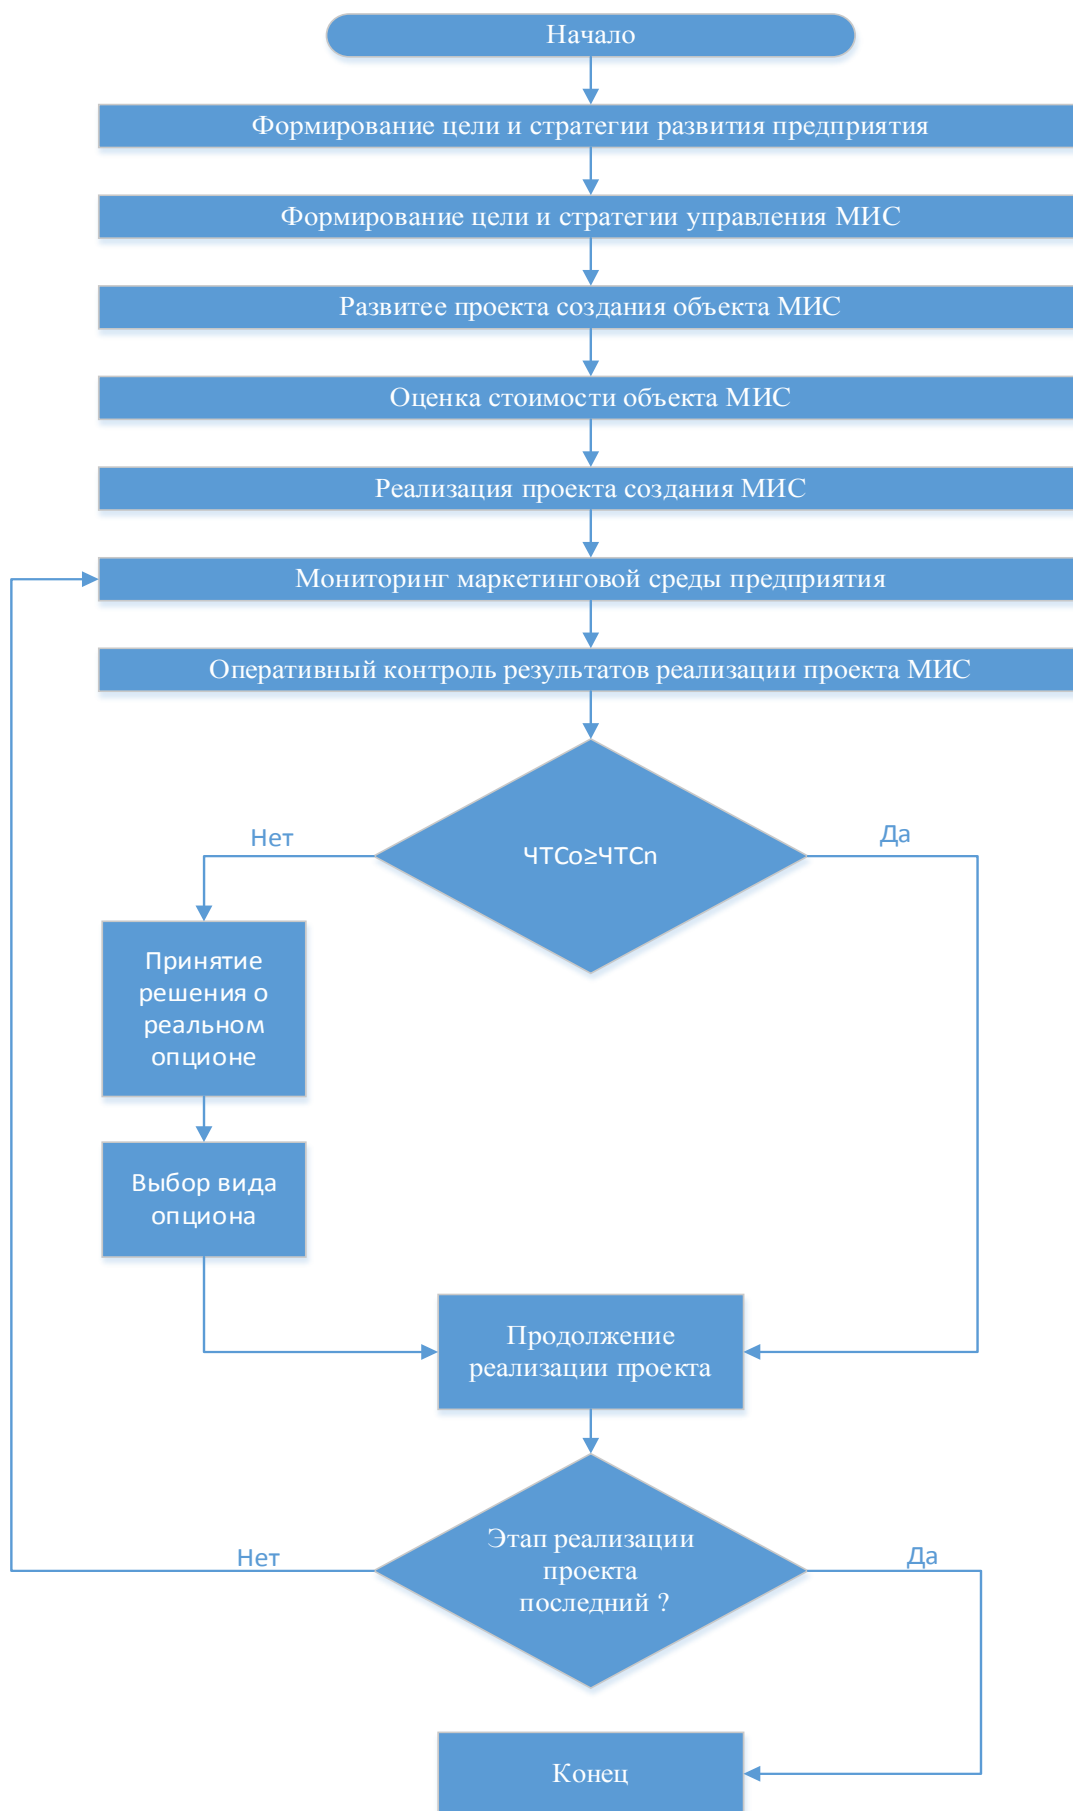 Начало
Формирование цели и стратегии развития предприятия
Формирование цели и стратегии управления МИС
Развитее проекта создания объекта МИС
Оценка стоимости объекта МИС
Реализация проекта создания МИС
Мониторинг маркетинговой среды предприятия
Оперативный контроль результатов реализации проекта МИС
Нет
Да
ЧТСо≥ЧТСn
Принятие
решения о
реальном
опционе
Выбор вида
опциона
Продолжение
реализации проекта
Нет
Этап реализации
проекта
последний ?
Да
Конец